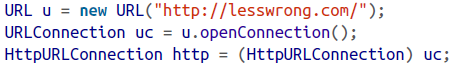 URL u = new URL("http://lesswrong.com/");
URLConnection uc = u.openConnection();
HttpURLConnection http = (HttpURLConnection) uc;